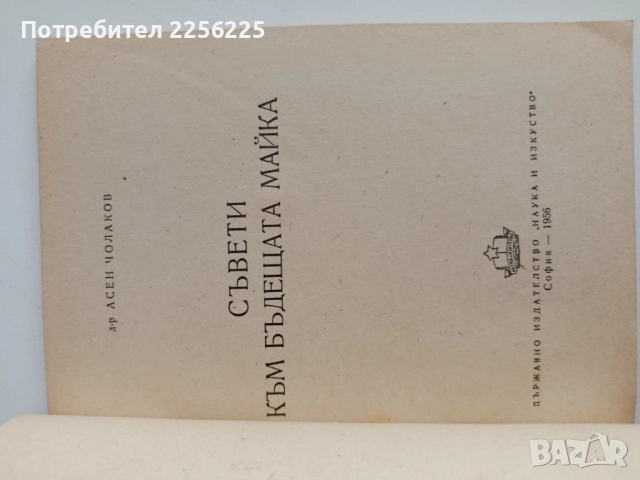 Потребител 2256225
д-р АСЕН ЧОЛАКОВ
СЪВЕТИ
КЪМ БЪДЕЩАТА МАЙКА
ДЪРЖАВНО ИЗДАТЕЛСТВО „НАУКА И ИЗКУСТВО"
София — 1956
BAZAR